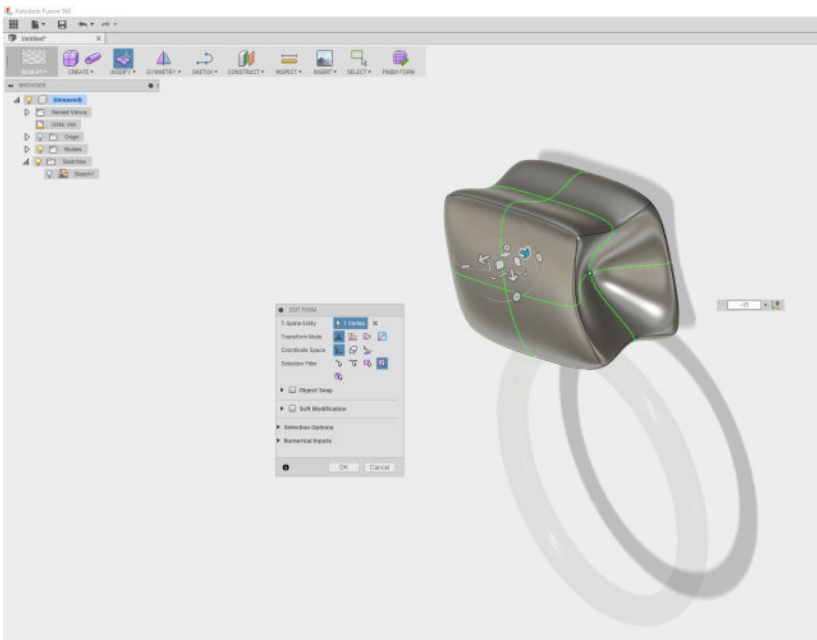 Autodesk Fusion 360
Untitled*
SCULPT
CREATE
MODIFY
SYMMETRY
SKETCH
CONSTRUCT
INSPECT
INSERT
SELECT
FINISH FORM
BROWSER
(Unnamed)
Named Views
Units: mm
Origin
Bodies
Sketches
Sketch1
EDIT FORM
T-Spline Entity
1 Vertex
Transform Mode
Coordinate Space
Selection Filter
Object Snap
Soft Modification
Selection Options
Numerical Inputs
OK
Cancel
-15